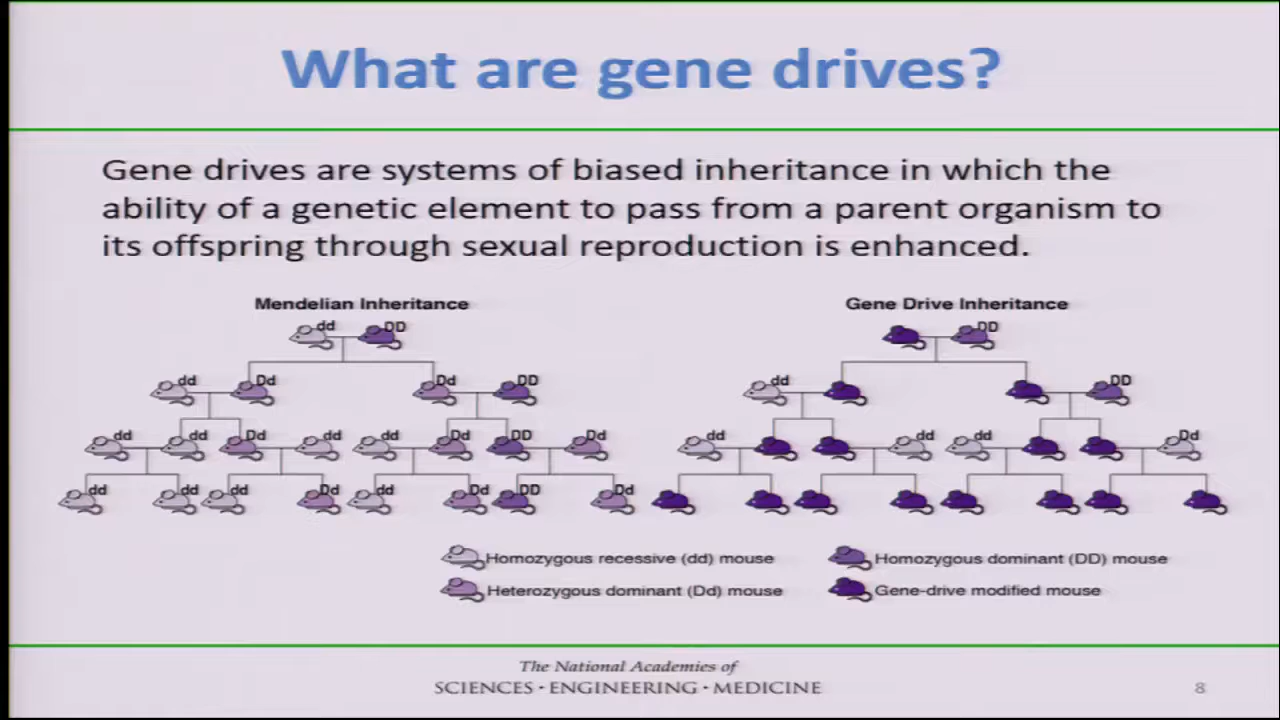 What are gene drives?
Gene drives are systems of biased inheritance in which the
ability of a genetic element to pass from a parent organism to
its offspring through sexual reproduction is enhanced.
Mendelian Inheritance
dd DD
dd Dd Dd DD
dd dd Dd dd dd Dd DD Dd
dd dd dd Dd dd Dd DD Dd
Gene Drive Inheritance
DD
dd DD
dd dd dd Dd
Homozygous recessive (dd) mouse
Homozygous dominant (DD) mouse
Heterozygous dominant (Dd) mouse
Gene-drive modified mouse
The National Academies of
SCIENCES · ENGINEERING · MEDICINE
8